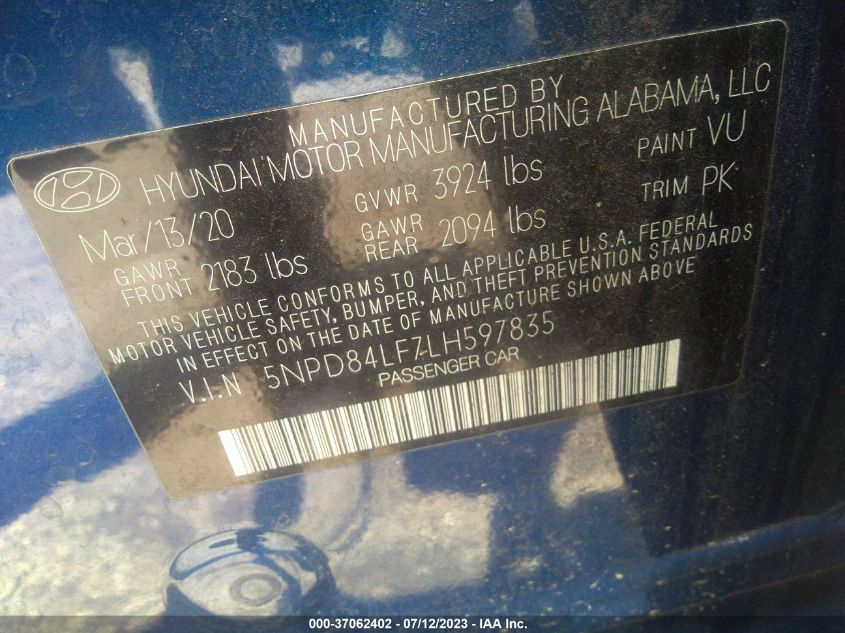 MANUFACTURED BY
HYUNDAI MOTOR MANUFACTURING ALABAMA, LLC
Mar/13/20 GVWR 3924 lbs PAINT VU
GAWR FRONT 2183 lbs GAWR REAR 2094 lbs TRIM PK
THIS VEHICLE CONFORMS TO ALL APPLICABLE U.S.A. FEDERAL
MOTOR VEHICLE SAFETY, BUMPER, AND THEFT PREVENTION STANDARDS
IN EFFECT ON THE DATE OF MANUFACTURE SHOWN ABOVE
V.I.N 5NPD84LF7LH597835
PASSENGER CAR
000-37062402 - 07/12/2023 - IAA Inc.